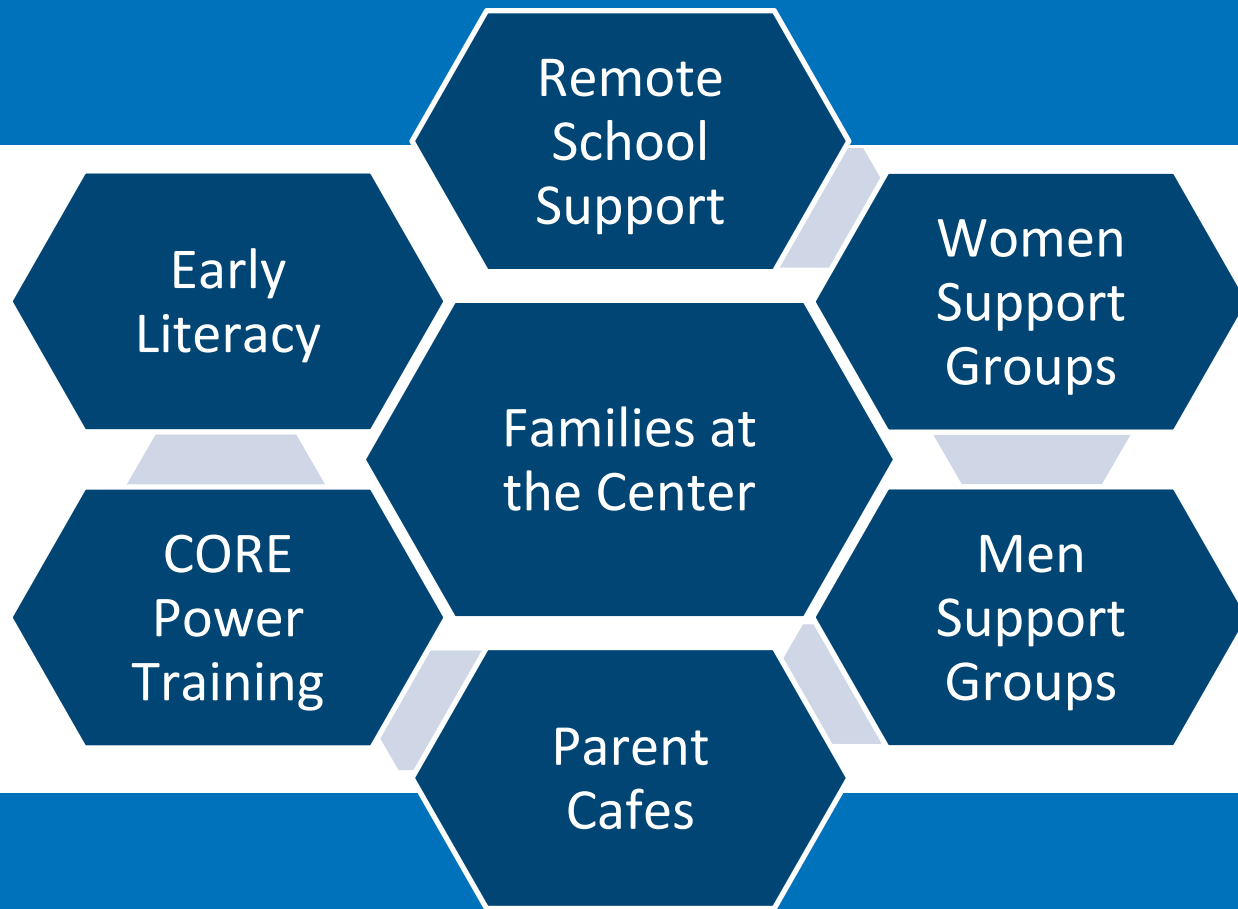 Remote
School
Support
Women
Support
Groups
Men
Support
Groups
Parent
Cafes
CORE
Power
Training
Early
Literacy
Families at
the Center